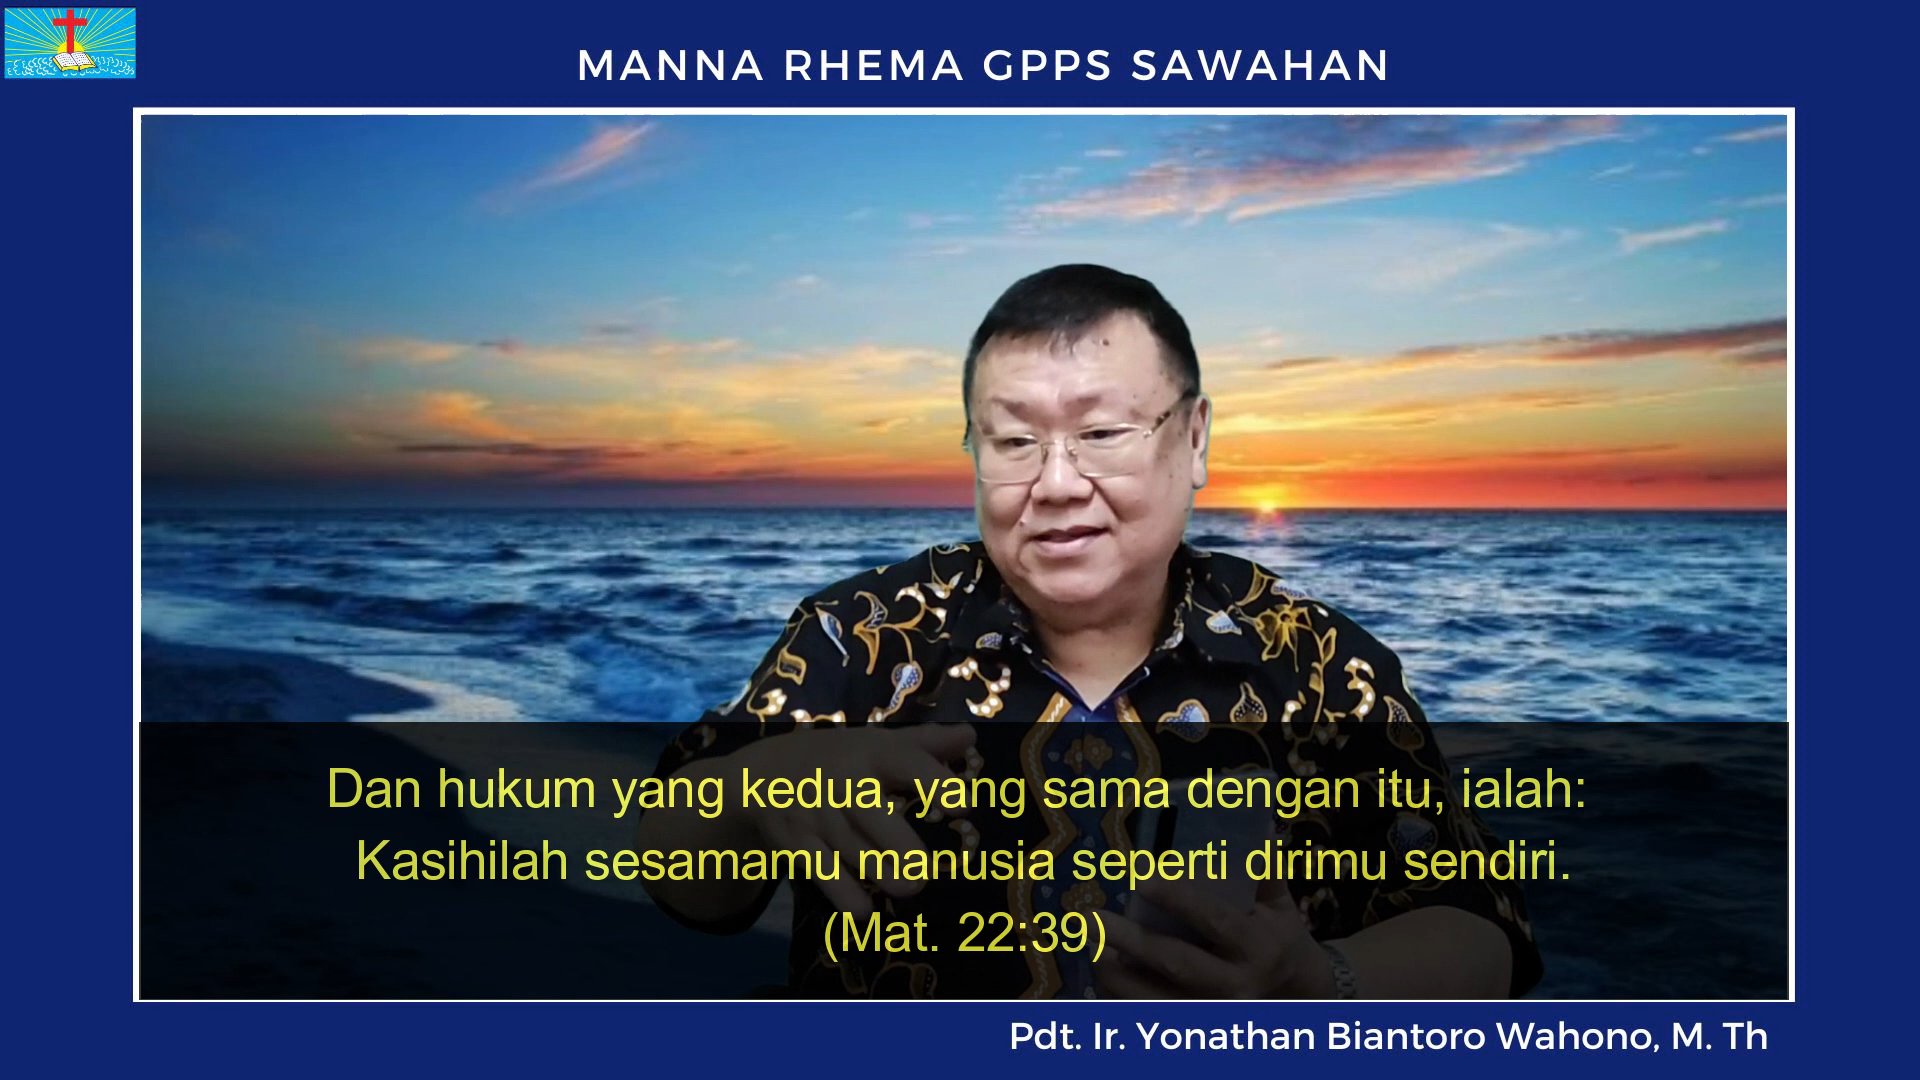 MANNA RHEMA GPPS SAWAHAN
Dan hukum yang kedua, yang sama dengan itu, ialah:
Kasihilah sesamamu manusia seperti dirimu sendiri.
(Mat. 22:39)
Pdt. Ir. Yonathan Biantoro Wahono, M. Th